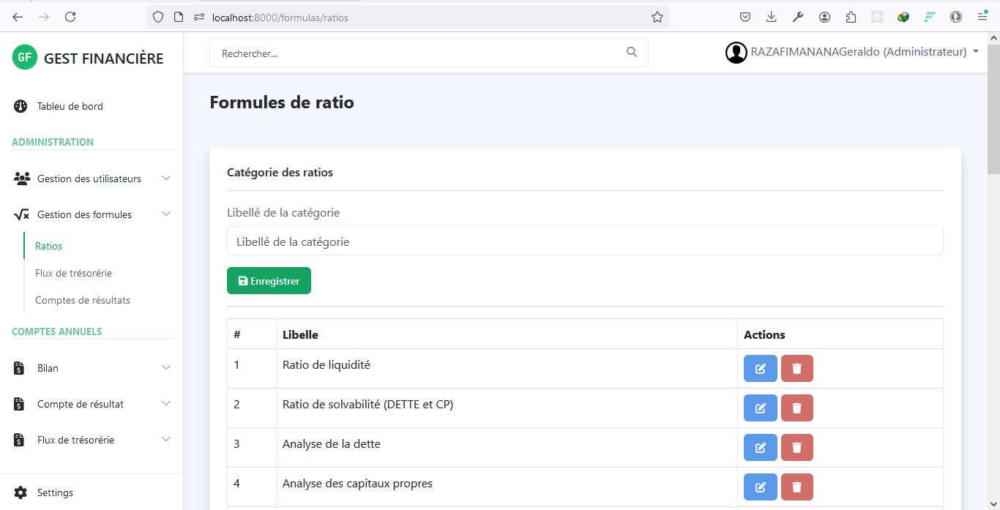 localhost:8000/formulas/ratios
GF GEST FINANCIÈRE
Rechercher...
RAZAFIMANANAGeraldo (Administrateur)
Tableu de bord
ADMINISTRATION
Gestion des utilisateurs
Gestion des formules
Ratios
Flux de trésorérie
Comptes de résultats
COMPTES ANNUELS
Bilan
Compte de résultat
Flux de trésorérie
Settings
Formules de ratio
Catégorie des ratios
Libellé de la catégorie
Libellé de la catégorie
Enregistrer
# Libelle Actions
1 Ratio de liquidité
2 Ratio de solvabilité (DETTE et CP)
3 Analyse de la dette
4 Analyse des capitaux propres